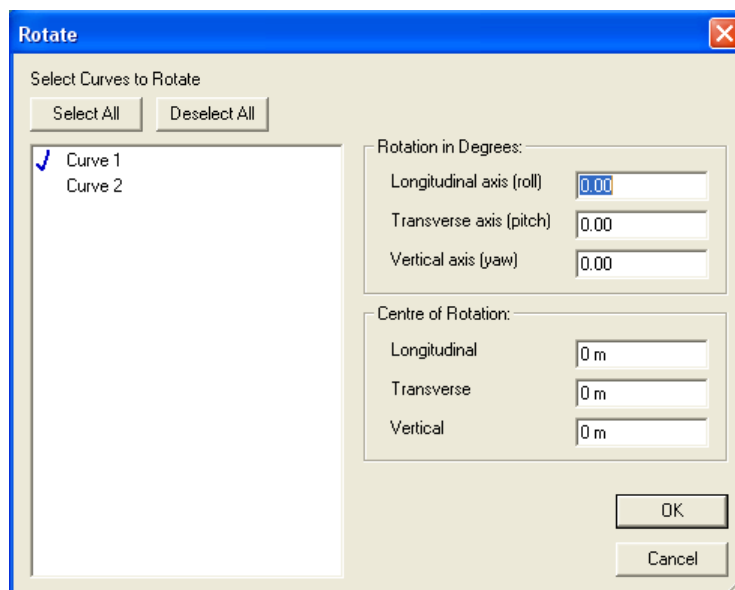 Rotate
Select Curves to Rotate
Select All Deselect All
Curve 1
Curve 2
Rotation in Degrees:
Longitudinal axis (roll) 0.00
Transverse axis (pitch) 0.00
Vertical axis (yaw) 0.00
Centre of Rotation:
Longitudinal 0 m
Transverse 0 m
Vertical 0 m
OK
Cancel